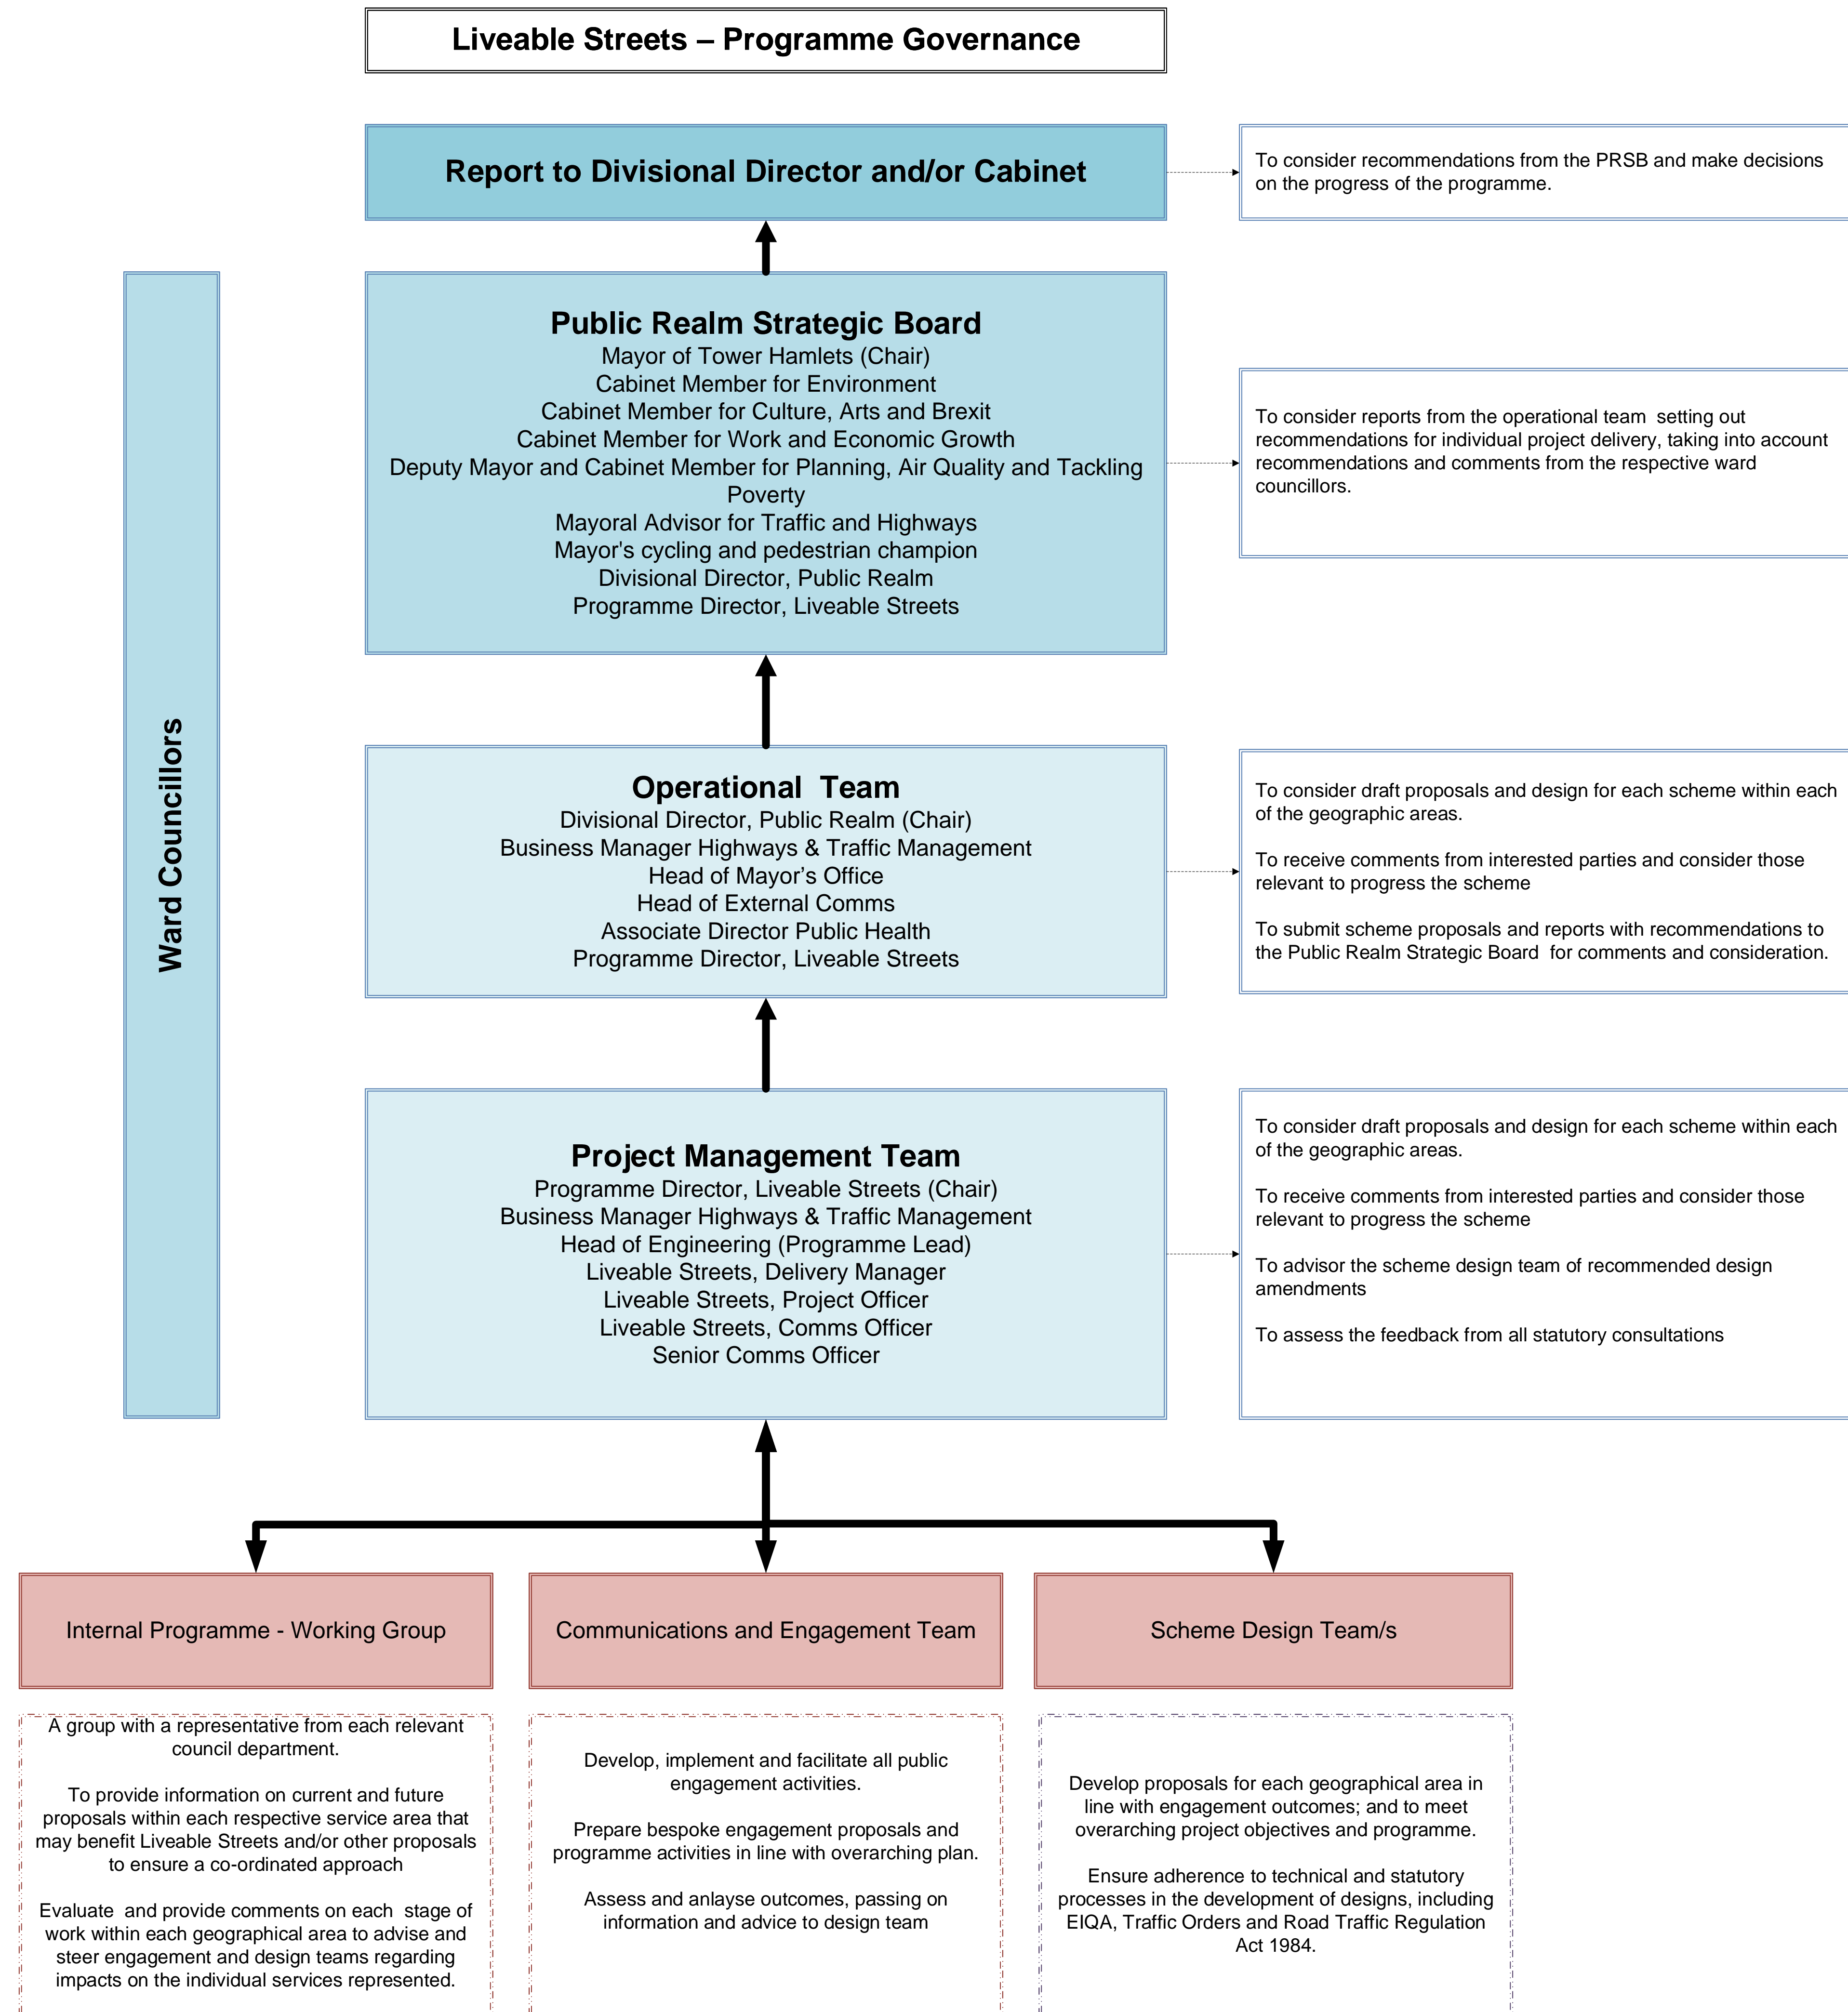 Liveable Streets – Programme Governance
Report to Divisional Director and/or Cabinet
To consider recommendations from the PRSB and make decisions
on the progress of the programme.
Ward Councillors
Public Realm Strategic Board
Mayor of Tower Hamlets (Chair)
Cabinet Member for Environment
Cabinet Member for Culture, Arts and Brexit
Cabinet Member for Work and Economic Growth
Deputy Mayor and Cabinet Member for Planning, Air Quality and Tackling
Poverty
Mayoral Advisor for Traffic and Highways
Mayor's cycling and pedestrian champion
Divisional Director, Public Realm
Programme Director, Liveable Streets
To consider reports from the operational team  setting out
recommendations for individual project delivery, taking into account
recommendations and comments from the respective ward
councillors.
Operational  Team
Divisional Director, Public Realm (Chair)
Business Manager Highways & Traffic Management
Head of Mayor’s Office
Head of External Comms
Associate Director Public Health
Programme Director, Liveable Streets
To consider draft proposals and design for each scheme within each
of the geographic areas.
To receive comments from interested parties and consider those
relevant to progress the scheme
To submit scheme proposals and reports with recommendations to
the Public Realm Strategic Board  for comments and consideration.
Project Management Team
Programme Director, Liveable Streets (Chair)
Business Manager Highways & Traffic Management
Head of Engineering (Programme Lead)
Liveable Streets, Delivery Manager
Liveable Streets, Project Officer
Liveable Streets, Comms Officer
Senior Comms Officer
To consider draft proposals and design for each scheme within each
of the geographic areas.
To receive comments from interested parties and consider those
relevant to progress the scheme
To advisor the scheme design team of recommended design
amendments
To assess the feedback from all statutory consultations
Internal Programme - Working Group
A group with a representative from each relevant
council department.
To provide information on current and future
proposals within each respective service area that
may benefit Liveable Streets and/or other proposals
to ensure a co-ordinated approach
Evaluate  and provide comments on each  stage of
work within each geographical area to advise and
steer engagement and design teams regarding
impacts on the individual services represented.
Communications and Engagement Team
Develop, implement and facilitate all public
engagement activities.
Prepare bespoke engagement proposals and
programme activities in line with overarching plan.
Assess and anlayse outcomes, passing on
information and advice to design team
Scheme Design Team/s
Develop proposals for each geographical area in
line with engagement outcomes; and to meet
overarching project objectives and programme.
Ensure adherence to technical and statutory
processes in the development of designs, including
EIQA, Traffic Orders and Road Traffic Regulation
Act 1984.